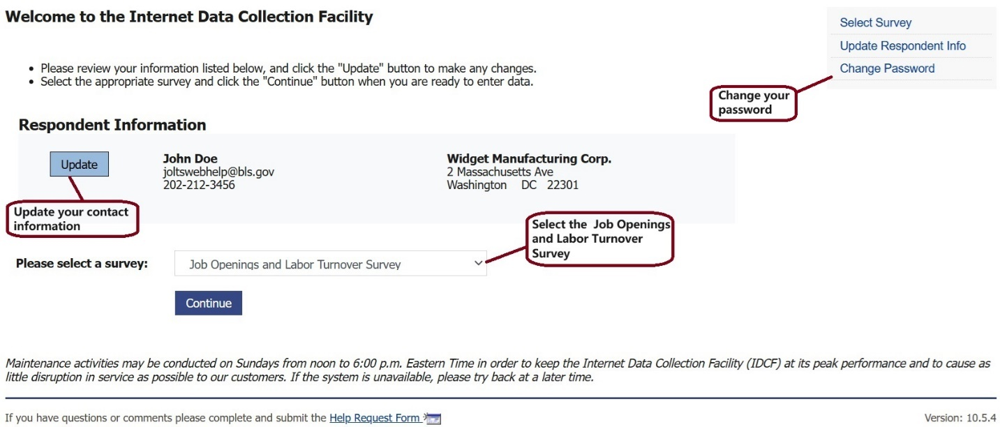 Welcome to the Internet Data Collection Facility
Select Survey
Update Respondent Info
Change Password
• Please review your information listed below, and click the "Update" button to make any changes.
• Select the appropriate survey and click the "Continue" button when you are ready to enter data.
Change your
password
Respondent Information
Update
John Doe
joltswebhelp@bls.gov
202-212-3456
Widget Manufacturing Corp.
2 Massachusetts Ave
Washington DC 22301
Update your contact
information
Select the Job Openings
and Labor Turnover
Survey
Please select a survey:
Job Openings and Labor Turnover Survey
Continue
Maintenance activities may be conducted on Sundays from noon to 6:00 p.m. Eastern Time in order to keep the Internet Data Collection Facility (IDCF) at its peak performance and to cause as
little disruption in service as possible to our customers. If the system is unavailable, please try back at a later time.
If you have questions or comments please complete and submit the Help Request Form
Version: 10.5.4